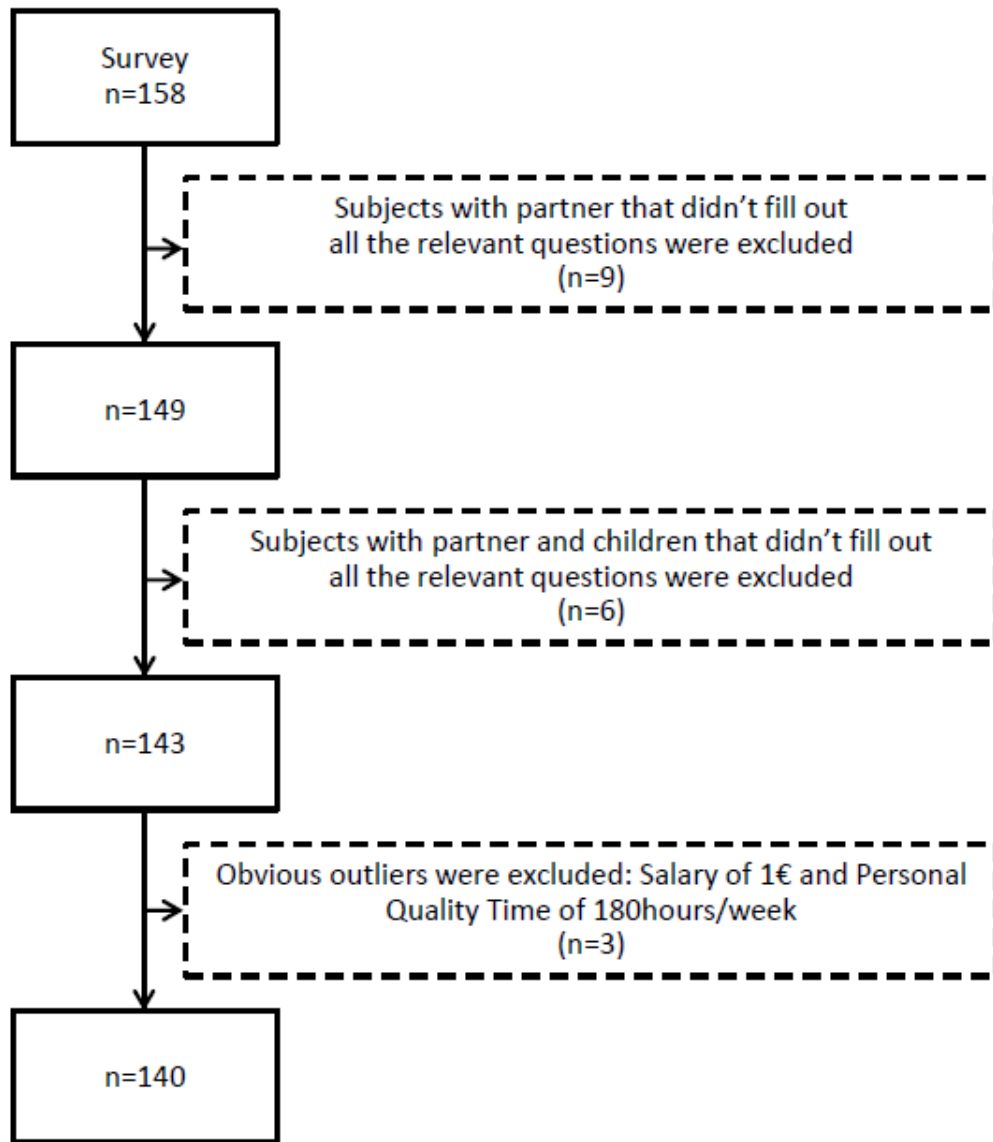 Survey
n=158
Subjects with partner that didn't fill out
all the relevant questions were excluded
(n=9)
n=149
Subjects with partner and children that didn't fill out
all the relevant questions were excluded
(n=6)
n=143
Obvious outliers were excluded: Salary of 1€ and Personal
Quality Time of 180hours/week
(n=3)
n=140